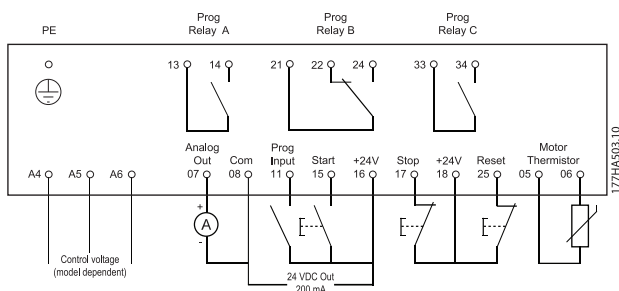 PE
Prog
Relay A
Prog
Relay B
Prog
Relay C
13 14 21 22 24 33 34
Analog
Out
07
Com
08
Prog
Input
11
Start
15
+24V
16
Stop
17
+24V
18
Reset
25
Motor
Thermistor
05 06
A4 A5 A6
177HA503.10
+
A
-
Control voltage
(model dependent)
24 VDC Out
200 mA